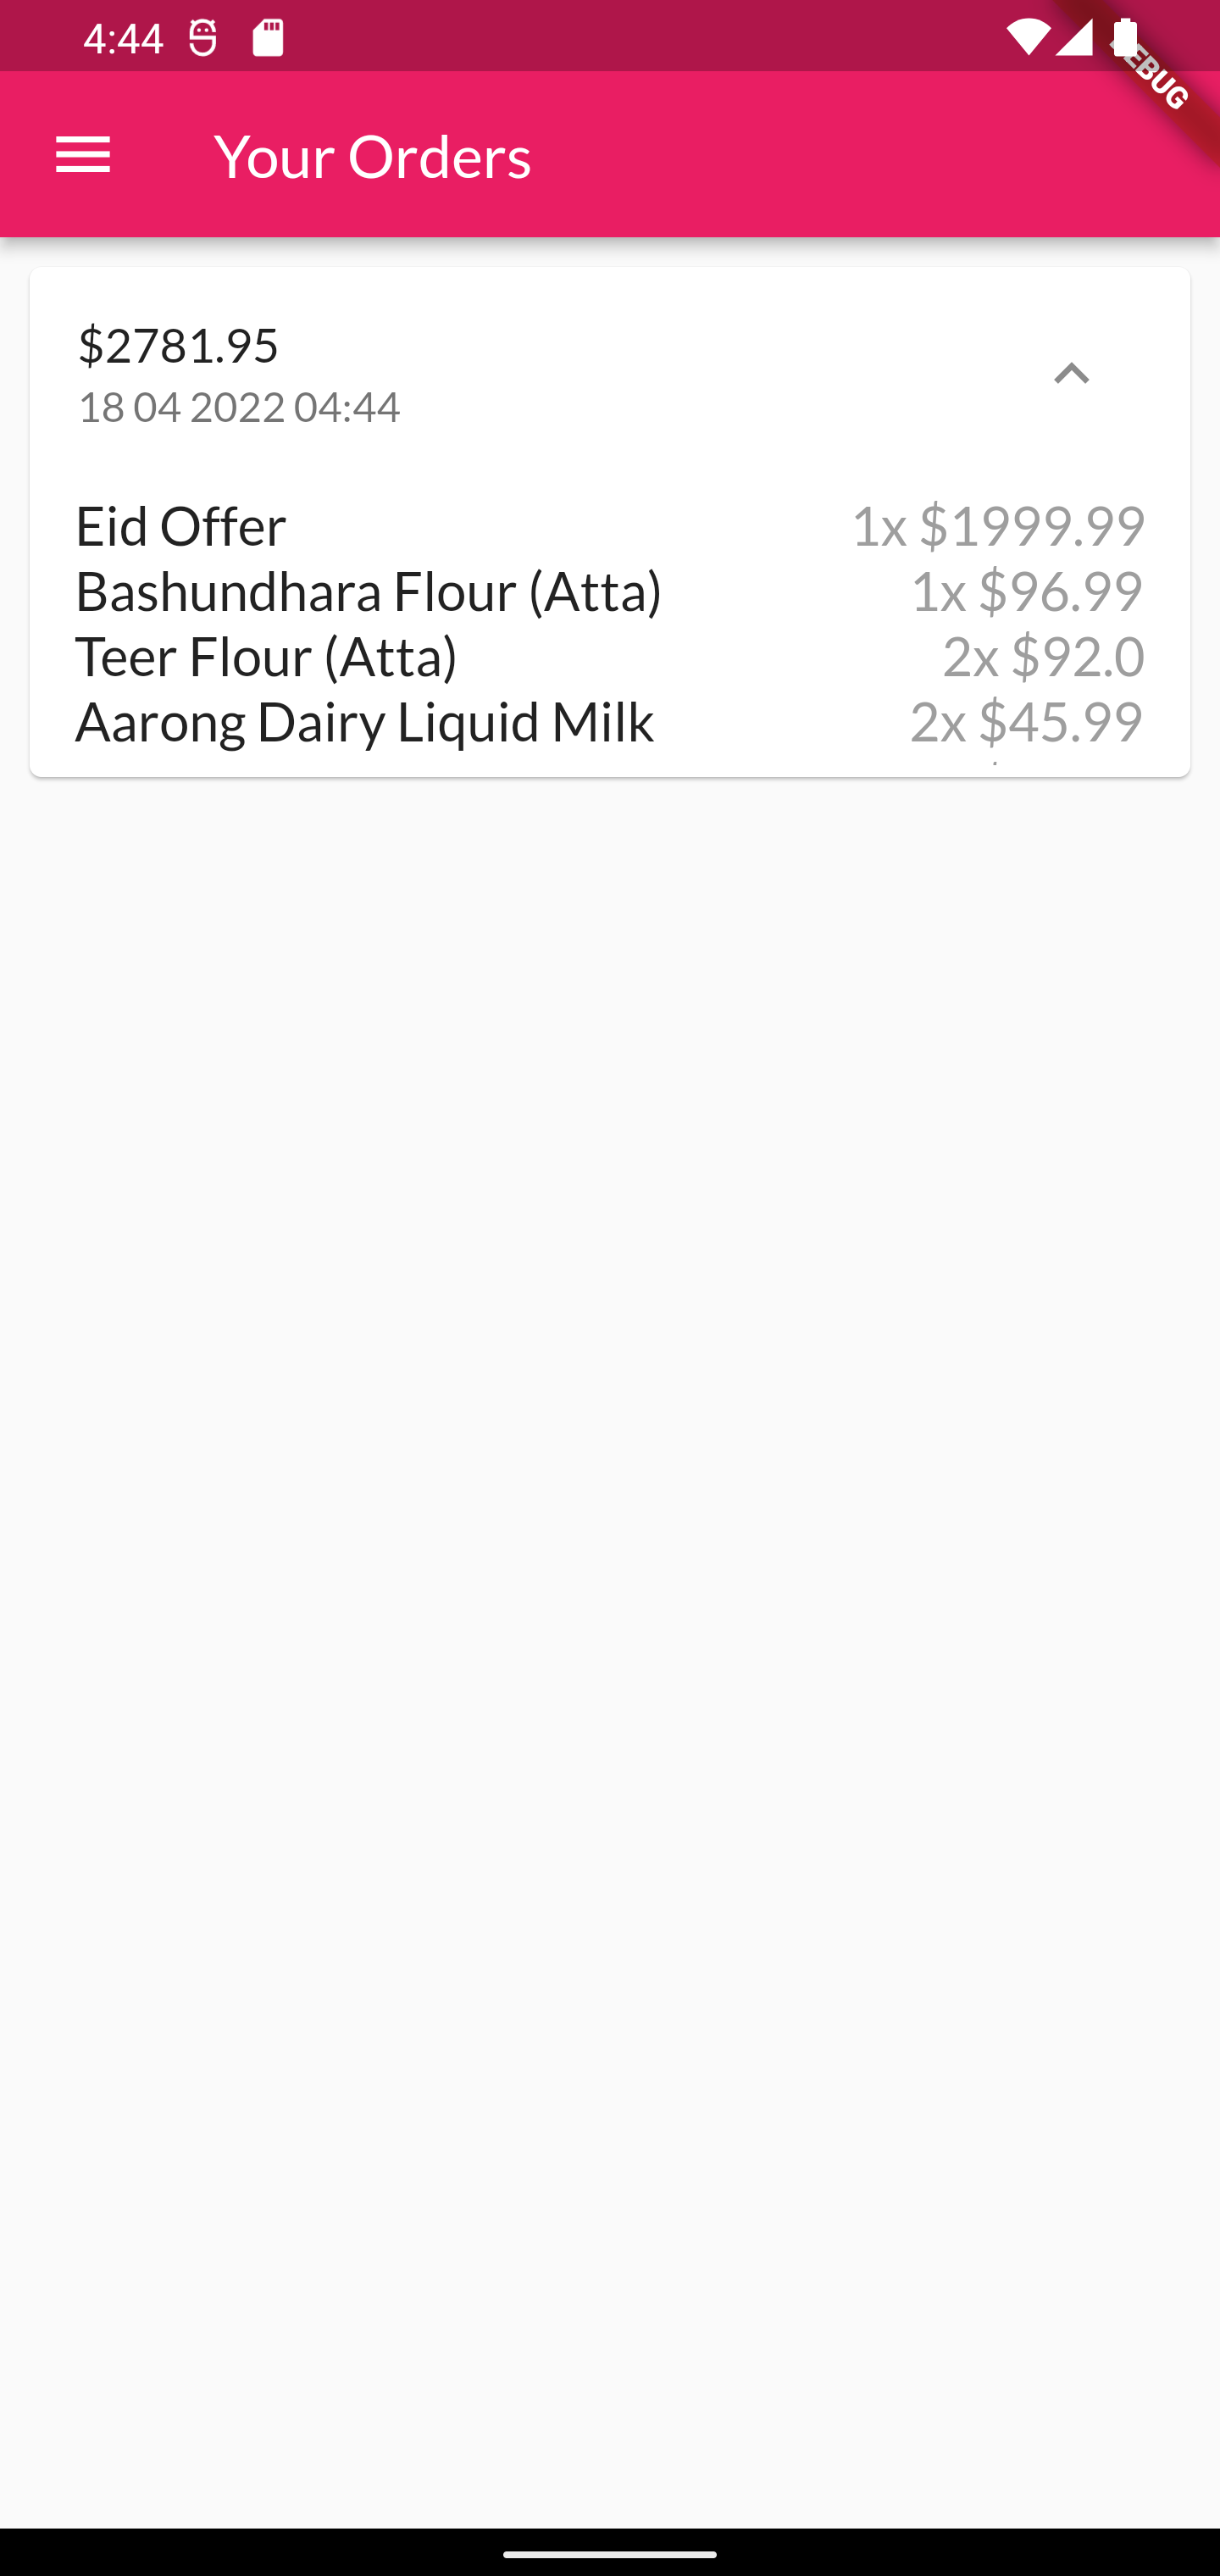 4:44
DEBUG
Your Orders
$2781.95
18 04 2022 04:44
Eid Offer 1x $1999.99
Bashundhara Flour (Atta) 1x $96.99
Teer Flour (Atta) 2x $92.0
Aarong Dairy Liquid Milk 2x $45.99